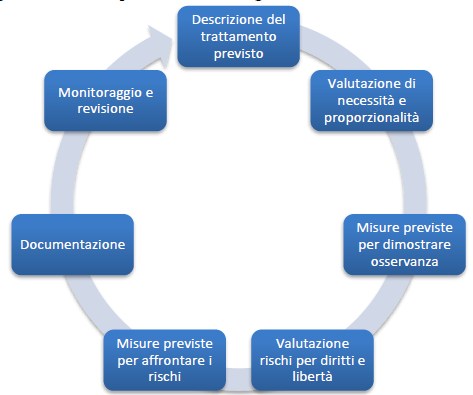 Descrizione del
trattamento
previsto
Valutazione di
necessità e
proporzionalità
Misure previste
per dimostrare
osservanza
Valutazione
rischi per diritti e
libertà
Misure previste
per affrontare i
rischi
Documentazione
Monitoraggio e
revisione